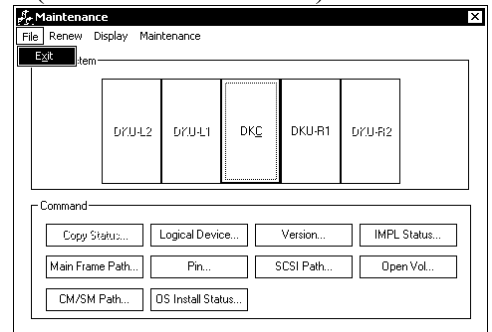 Maintenance
File Renew Display Maintenance
Exit
DKU-L2 DKU-L1 DKC DKU-R1 DKU-R2
Command
Copy Status... Logical Device... Version... IMPL Status...
Main Frame Path... Pin... SCSI Path... Open Vol...
CM/SM Path... OS Install Status...